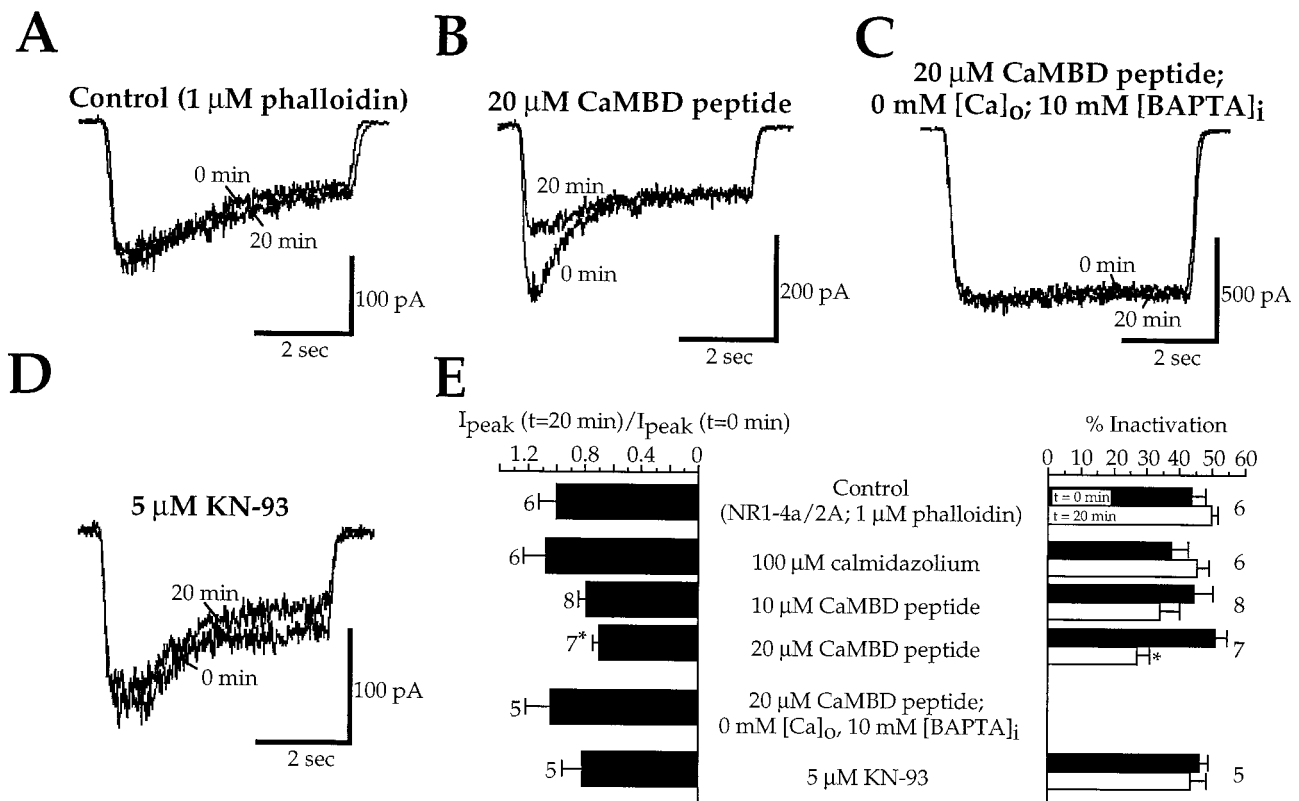 A
Control (1 μM phalloidin)
0 min
20 min
100 pA
2 sec
B
20 μM CaMBD peptide
20 min
0 min
200 pA
2 sec
C
20 μM CaMBD peptide;
0 mM [Ca]o; 10 mM [BAPTA]i
0 min
20 min
500 pA
2 sec
D
5 μM KN-93
20 min
0 min
100 pA
2 sec
E
Ipeak (t=20 min)/Ipeak (t=0 min)
1.2 0.8 0.4 0
% Inactivation
0 10 20 30 40 50 60
6
Control
(NR1-4a/2A; 1 μM phalloidin)
t = 0 min
t = 20 min
6
6
100 μM calmidazolium
6
8
10 μM CaMBD peptide
8
7*
20 μM CaMBD peptide
*
7
5
20 μM CaMBD peptide;
0 mM [Ca]o, 10 mM [BAPTA]i
5
5 μM KN-93
5